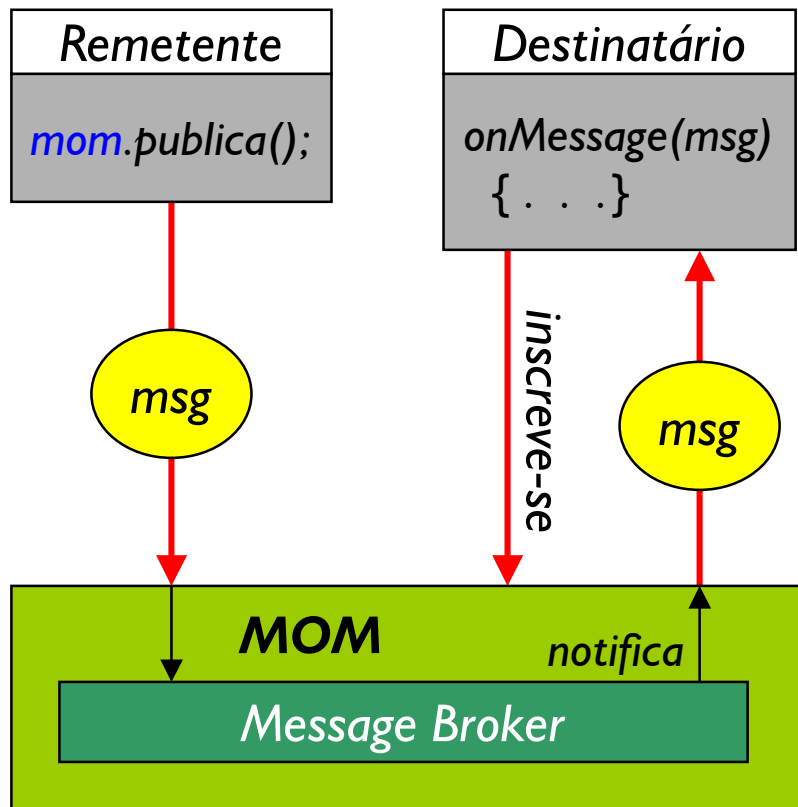 Remetente
mom.publica();
Destinatário
onMessage(msg)
{ . . .}
msg
inscreve-se
msg
MOM
notifica
Message Broker